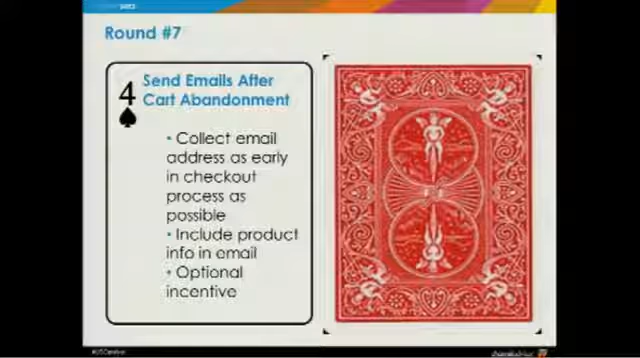 Round #7
4
Send Emails After
Cart Abandonment
• Collect email
address as early
in checkout
process as
possible
• Include product
info in email
• Optional
incentive